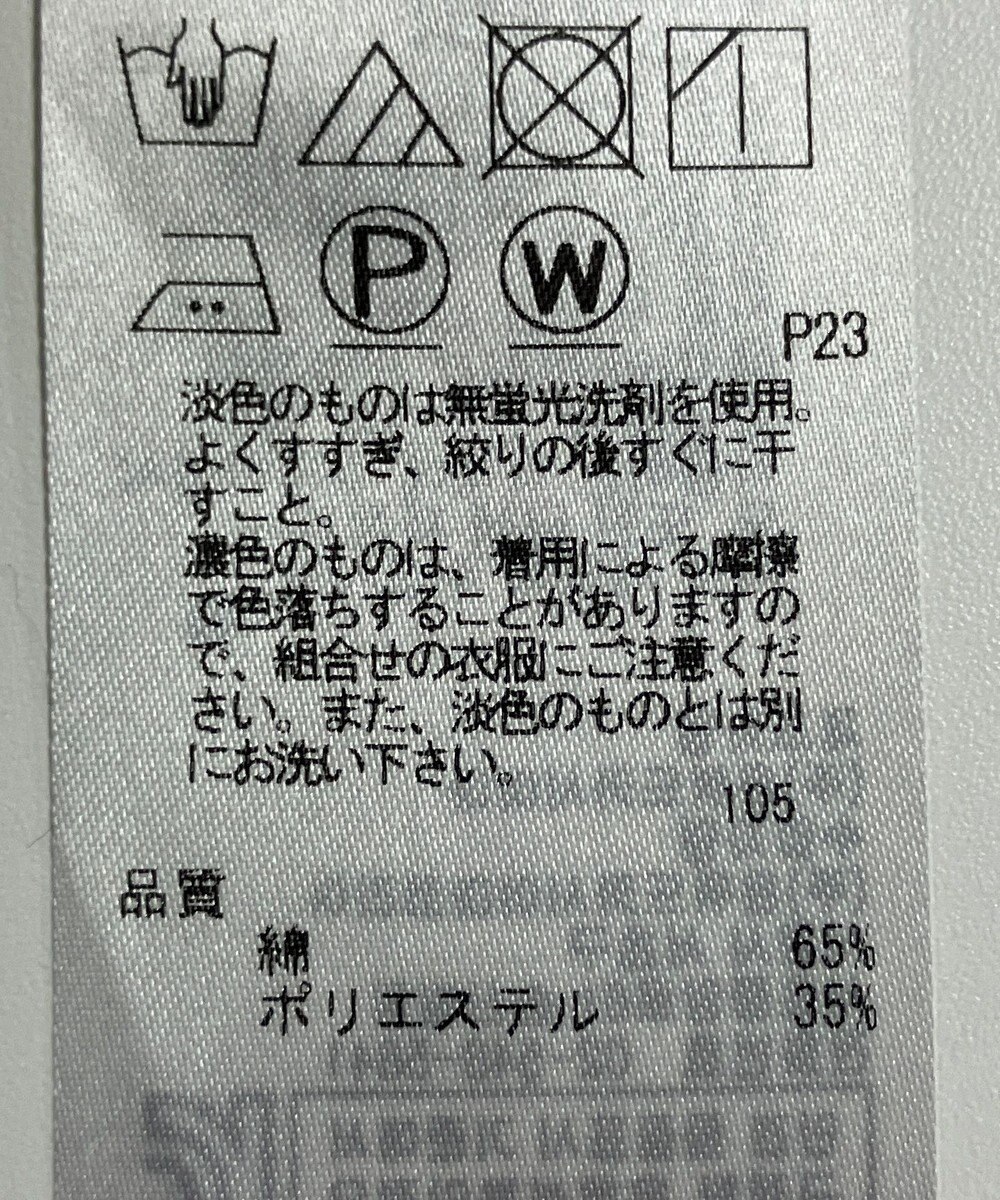 P W
P23
淡色のものは無蛍光洗剤を使用。
よくすすぎ、絞りの後すぐに干
すこと。
濃色のものは、着用による摩擦
で色落ちすることがありますの
で、組合せの衣服にご注意くだ
さい。また、淡色のものとは別
にお洗い下さい。
105
品質
綿 65%
ポリエステル 35%